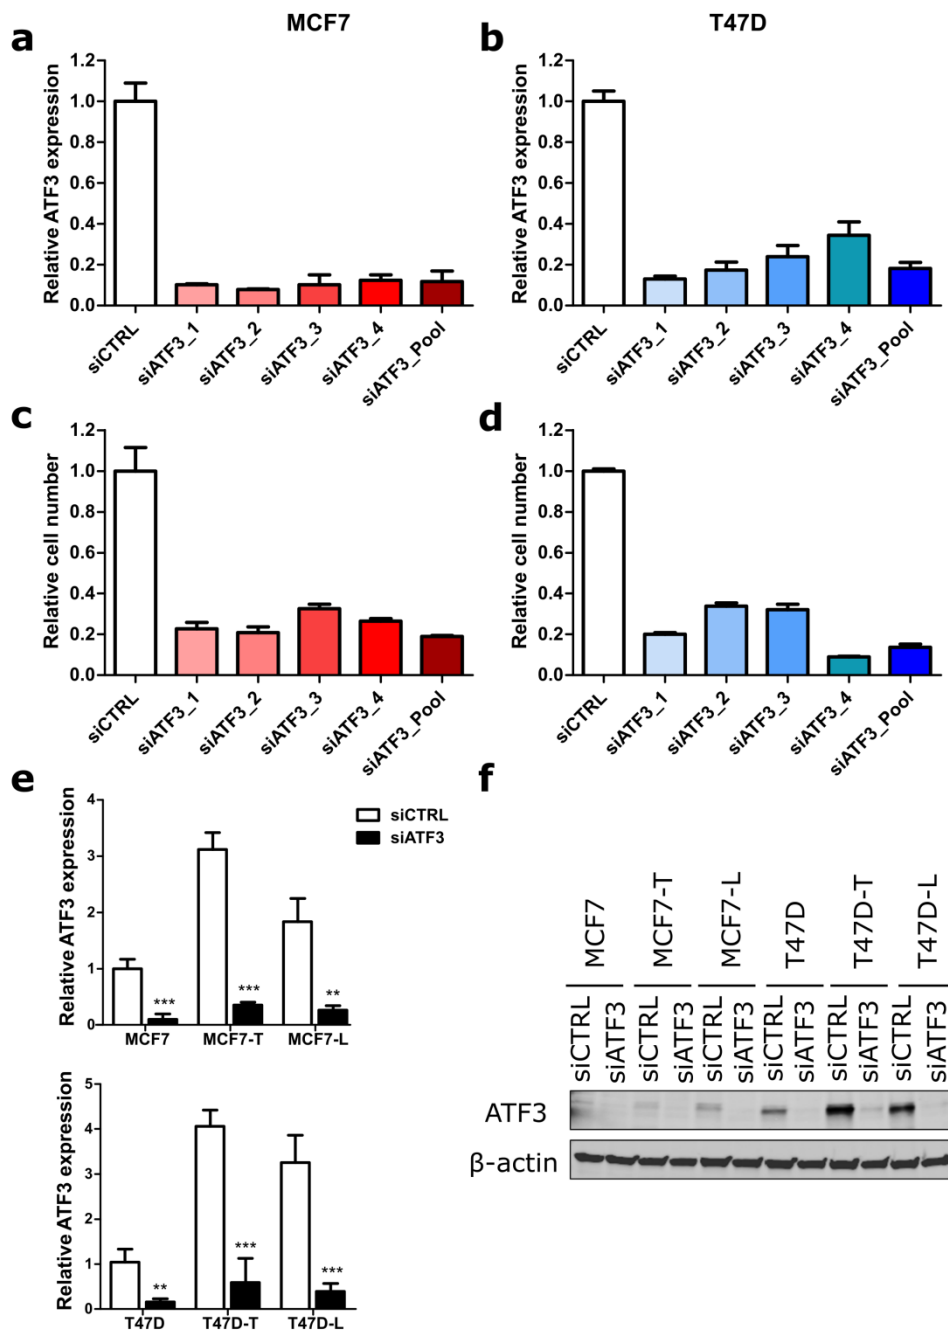 MCF7
T47D
a
Relative ATF3 expression
1.2
1.0
0.8
0.6
0.4
0.2
0.0
siCTRL
siATF3_1
siATF3_2
siATF3_3
siATF3_4
siATF3_Pool
b
Relative ATF3 expression
1.2
1.0
0.8
0.6
0.4
0.2
0.0
siCTRL
siATF3_1
siATF3_2
siATF3_3
siATF3_4
siATF3_Pool
c
Relative cell number
1.2
1.0
0.8
0.6
0.4
0.2
0.0
siCTRL
siATF3_1
siATF3_2
siATF3_3
siATF3_4
siATF3_Pool
d
Relative cell number
1.2
1.0
0.8
0.6
0.4
0.2
0.0
siCTRL
siATF3_1
siATF3_2
siATF3_3
siATF3_4
siATF3_Pool
e
Relative ATF3 expression
4
3
2
1
0
siCTRL
siATF3
*** *** **
MCF7 MCF7-T MCF7-L
Relative ATF3 expression
5
4
3
2
1
0
** *** ***
T47D T47D-T T47D-L
f
MCF7
MCF7-T
MCF7-L
T47D
T47D-T
T47D-L
siCTRL
siATF3
siCTRL
siATF3
siCTRL
siATF3
siCTRL
siATF3
siCTRL
siATF3
siCTRL
siATF3
ATF3
β-actin